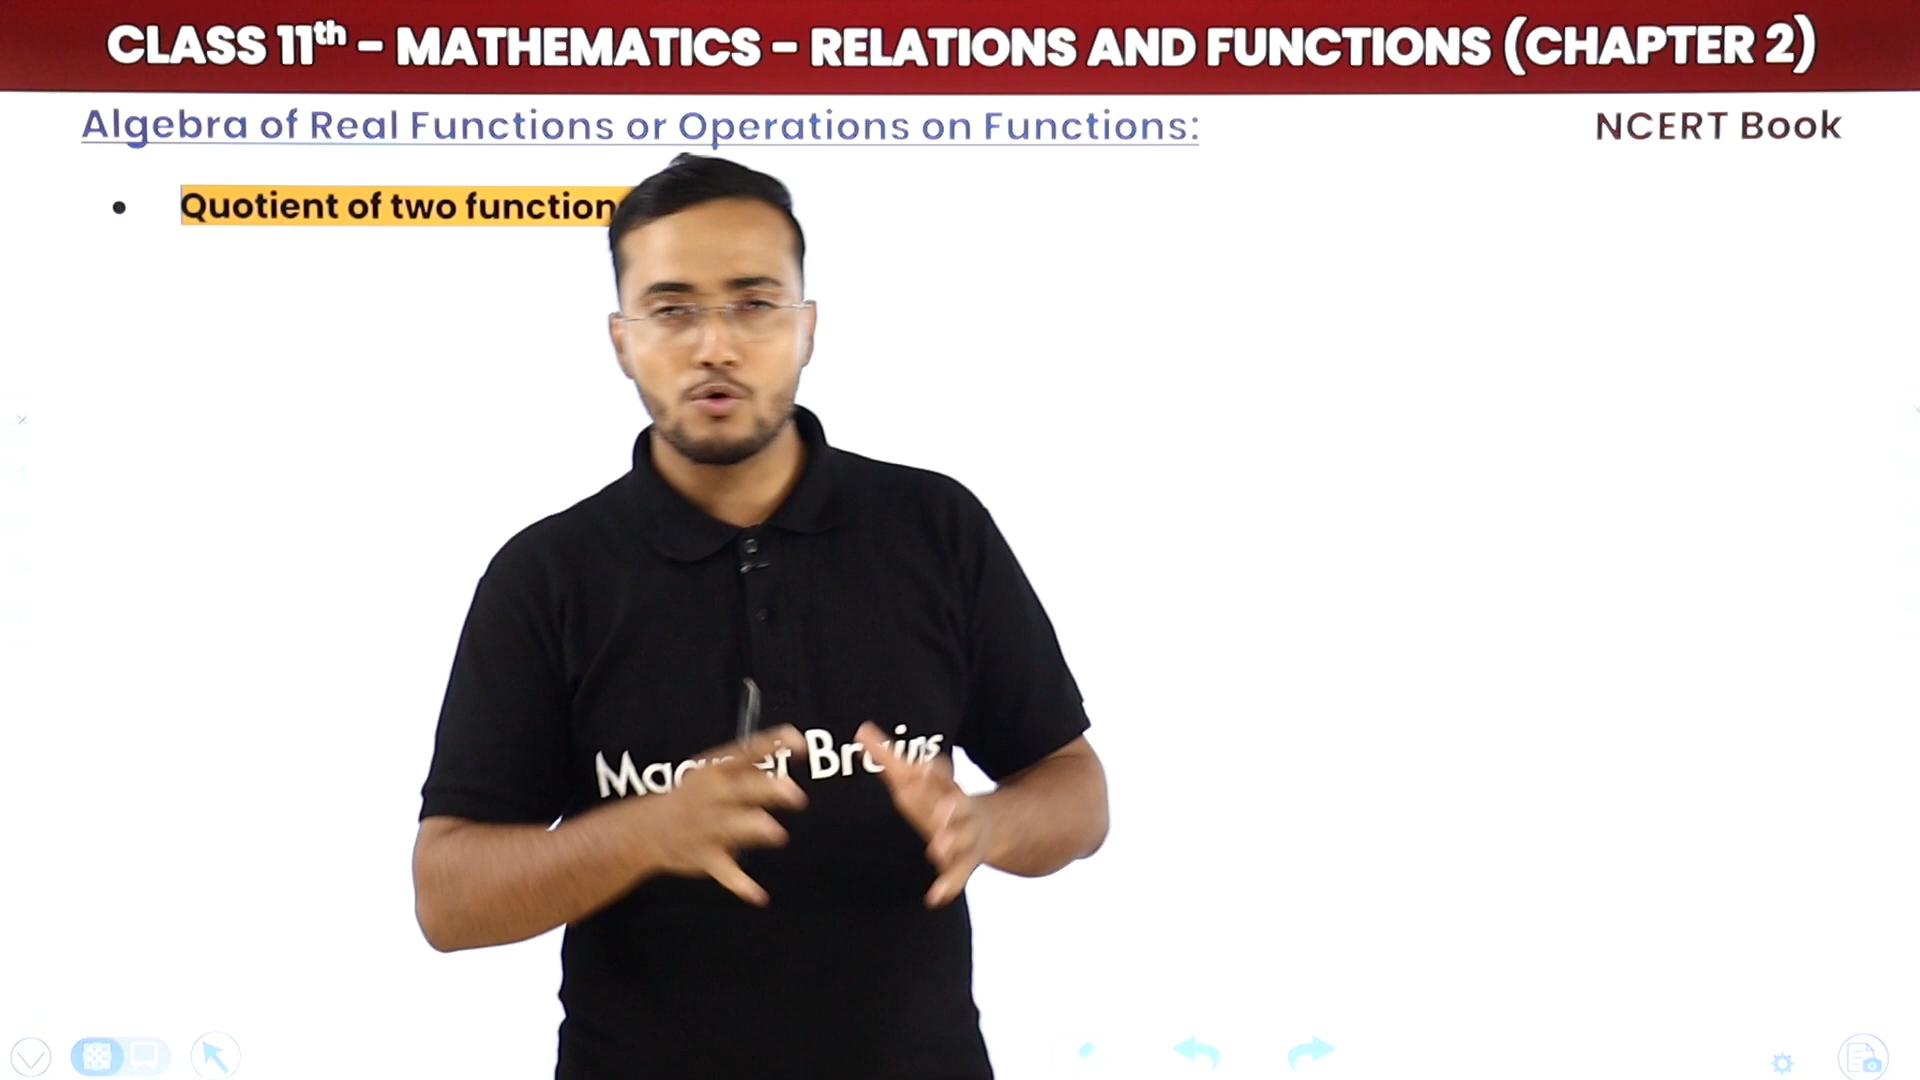 CLASS 11th - MATHEMATICS - RELATIONS AND FUNCTIONS (CHAPTER 2)
Algebra of Real Functions or Operations on Functions:
NCERT Book
• Quotient of two function
Brains